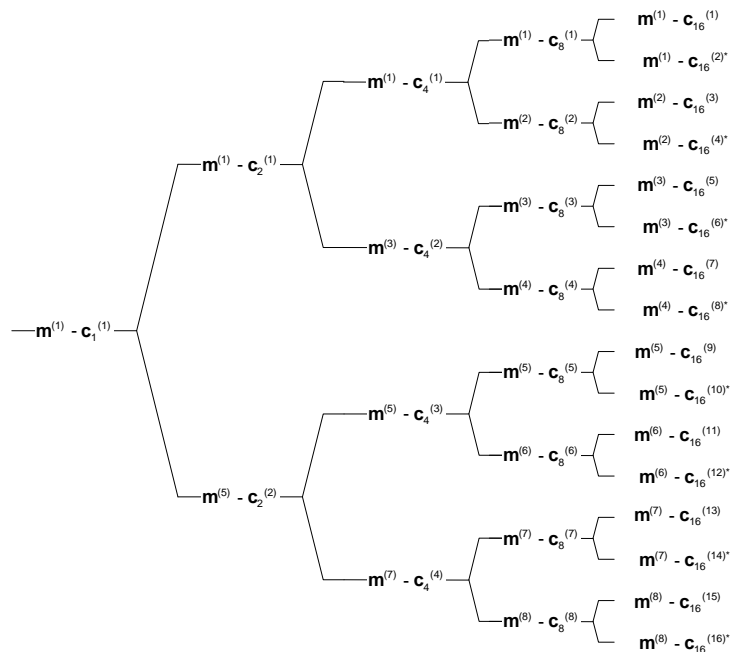 m(1) - c16(1)
m(1) - c8(1)
m(1) - c16(2)*
m(1) - c4(1)
m(2) - c16(3)
m(2) - c8(2)
m(2) - c16(4)*
m(1) - c2(1)
m(3) - c16(5)
m(3) - c8(3)
m(3) - c16(6)*
m(3) - c4(2)
m(4) - c16(7)
m(4) - c8(4)
m(4) - c16(8)*
m(1) - c1(1)
m(5) - c16(9)
m(5) - c8(5)
m(5) - c16(10)*
m(5) - c4(3)
m(6) - c16(11)
m(6) - c8(6)
m(6) - c16(12)*
m(5) - c2(2)
m(7) - c16(13)
m(7) - c8(7)
m(7) - c16(14)*
m(7) - c4(4)
m(8) - c16(15)
m(8) - c8(8)
m(8) - c16(16)*